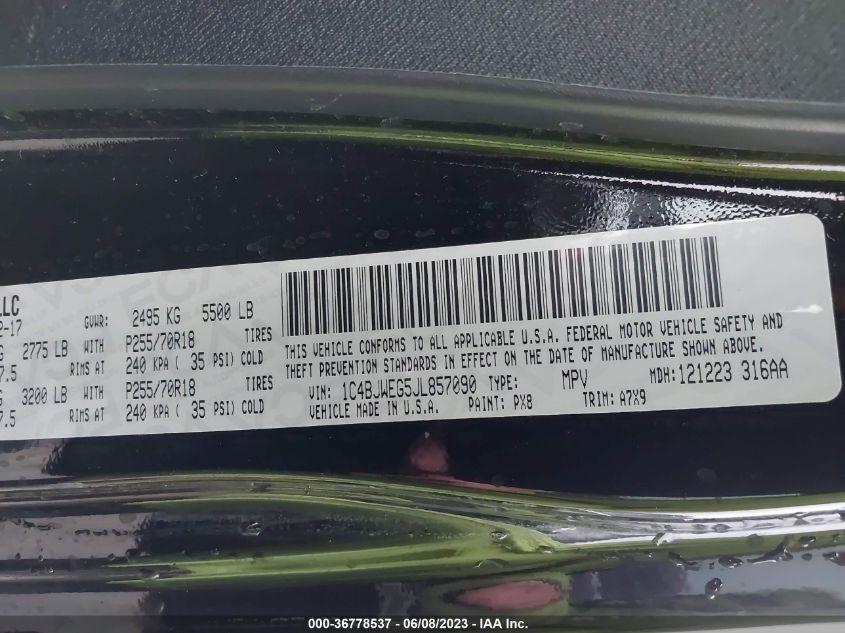 LLC
2-17 GVWR: 2495 KG 5500 LB
G 2775 LB WITH P255/70R18 TIRES
7.5 RIMS AT 240 KPA ( 35 PSI) COLD
G 3200 LB WITH P255/70R18 TIRES
7.5 RIMS AT 240 KPA ( 35 PSI) COLD
THIS VEHICLE CONFORMS TO ALL APPLICABLE U.S.A. FEDERAL MOTOR VEHICLE SAFETY AND
THEFT PREVENTION STANDARDS IN EFFECT ON THE DATE OF MANUFACTURE SHOWN ABOVE.
VIN: 1C4BJWEG5JL857090 TYPE: MPV MDH: 121223 316AA
VEHICLE MADE IN U.S.A. PAINT: PX8 TRIM: A7X9
000-36778537 - 06/08/2023 - IAA Inc.